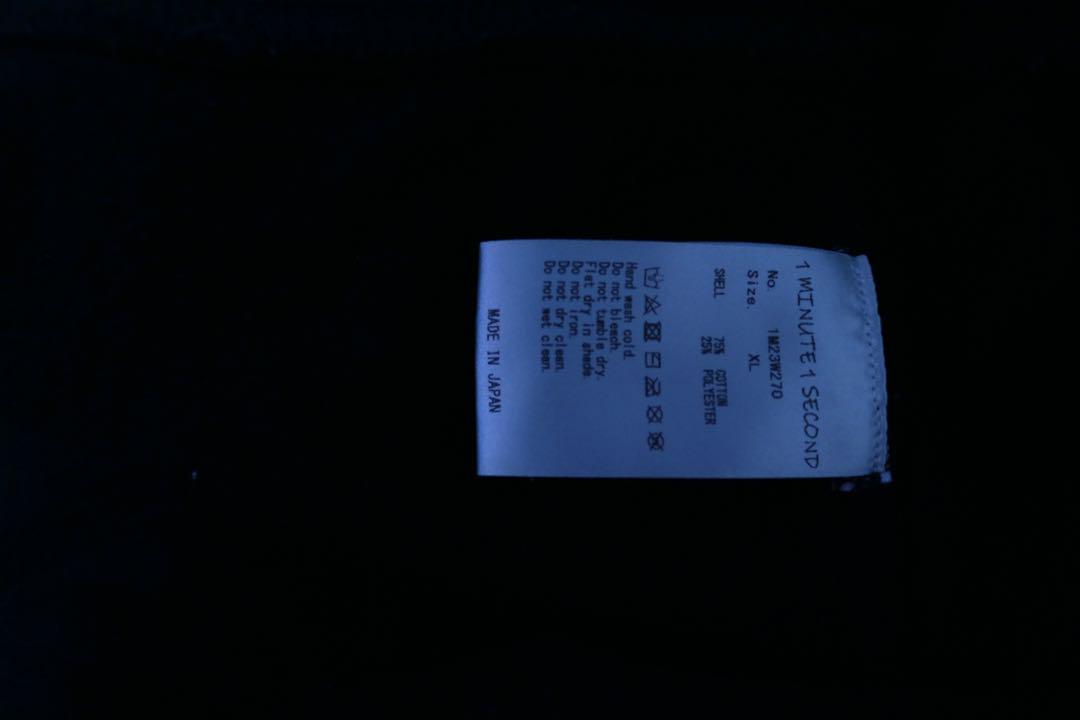 1 MINUTE 1 SECOND
No. 1M23W270
Size. XL
SHELL 75% COTTON
25% POLYESTER
Hand wash cold.
Do not bleach.
Do not tumble dry.
Flat dry in shade.
Do not iron.
Do not dry clean.
Do not wet clean.
MADE IN JAPAN